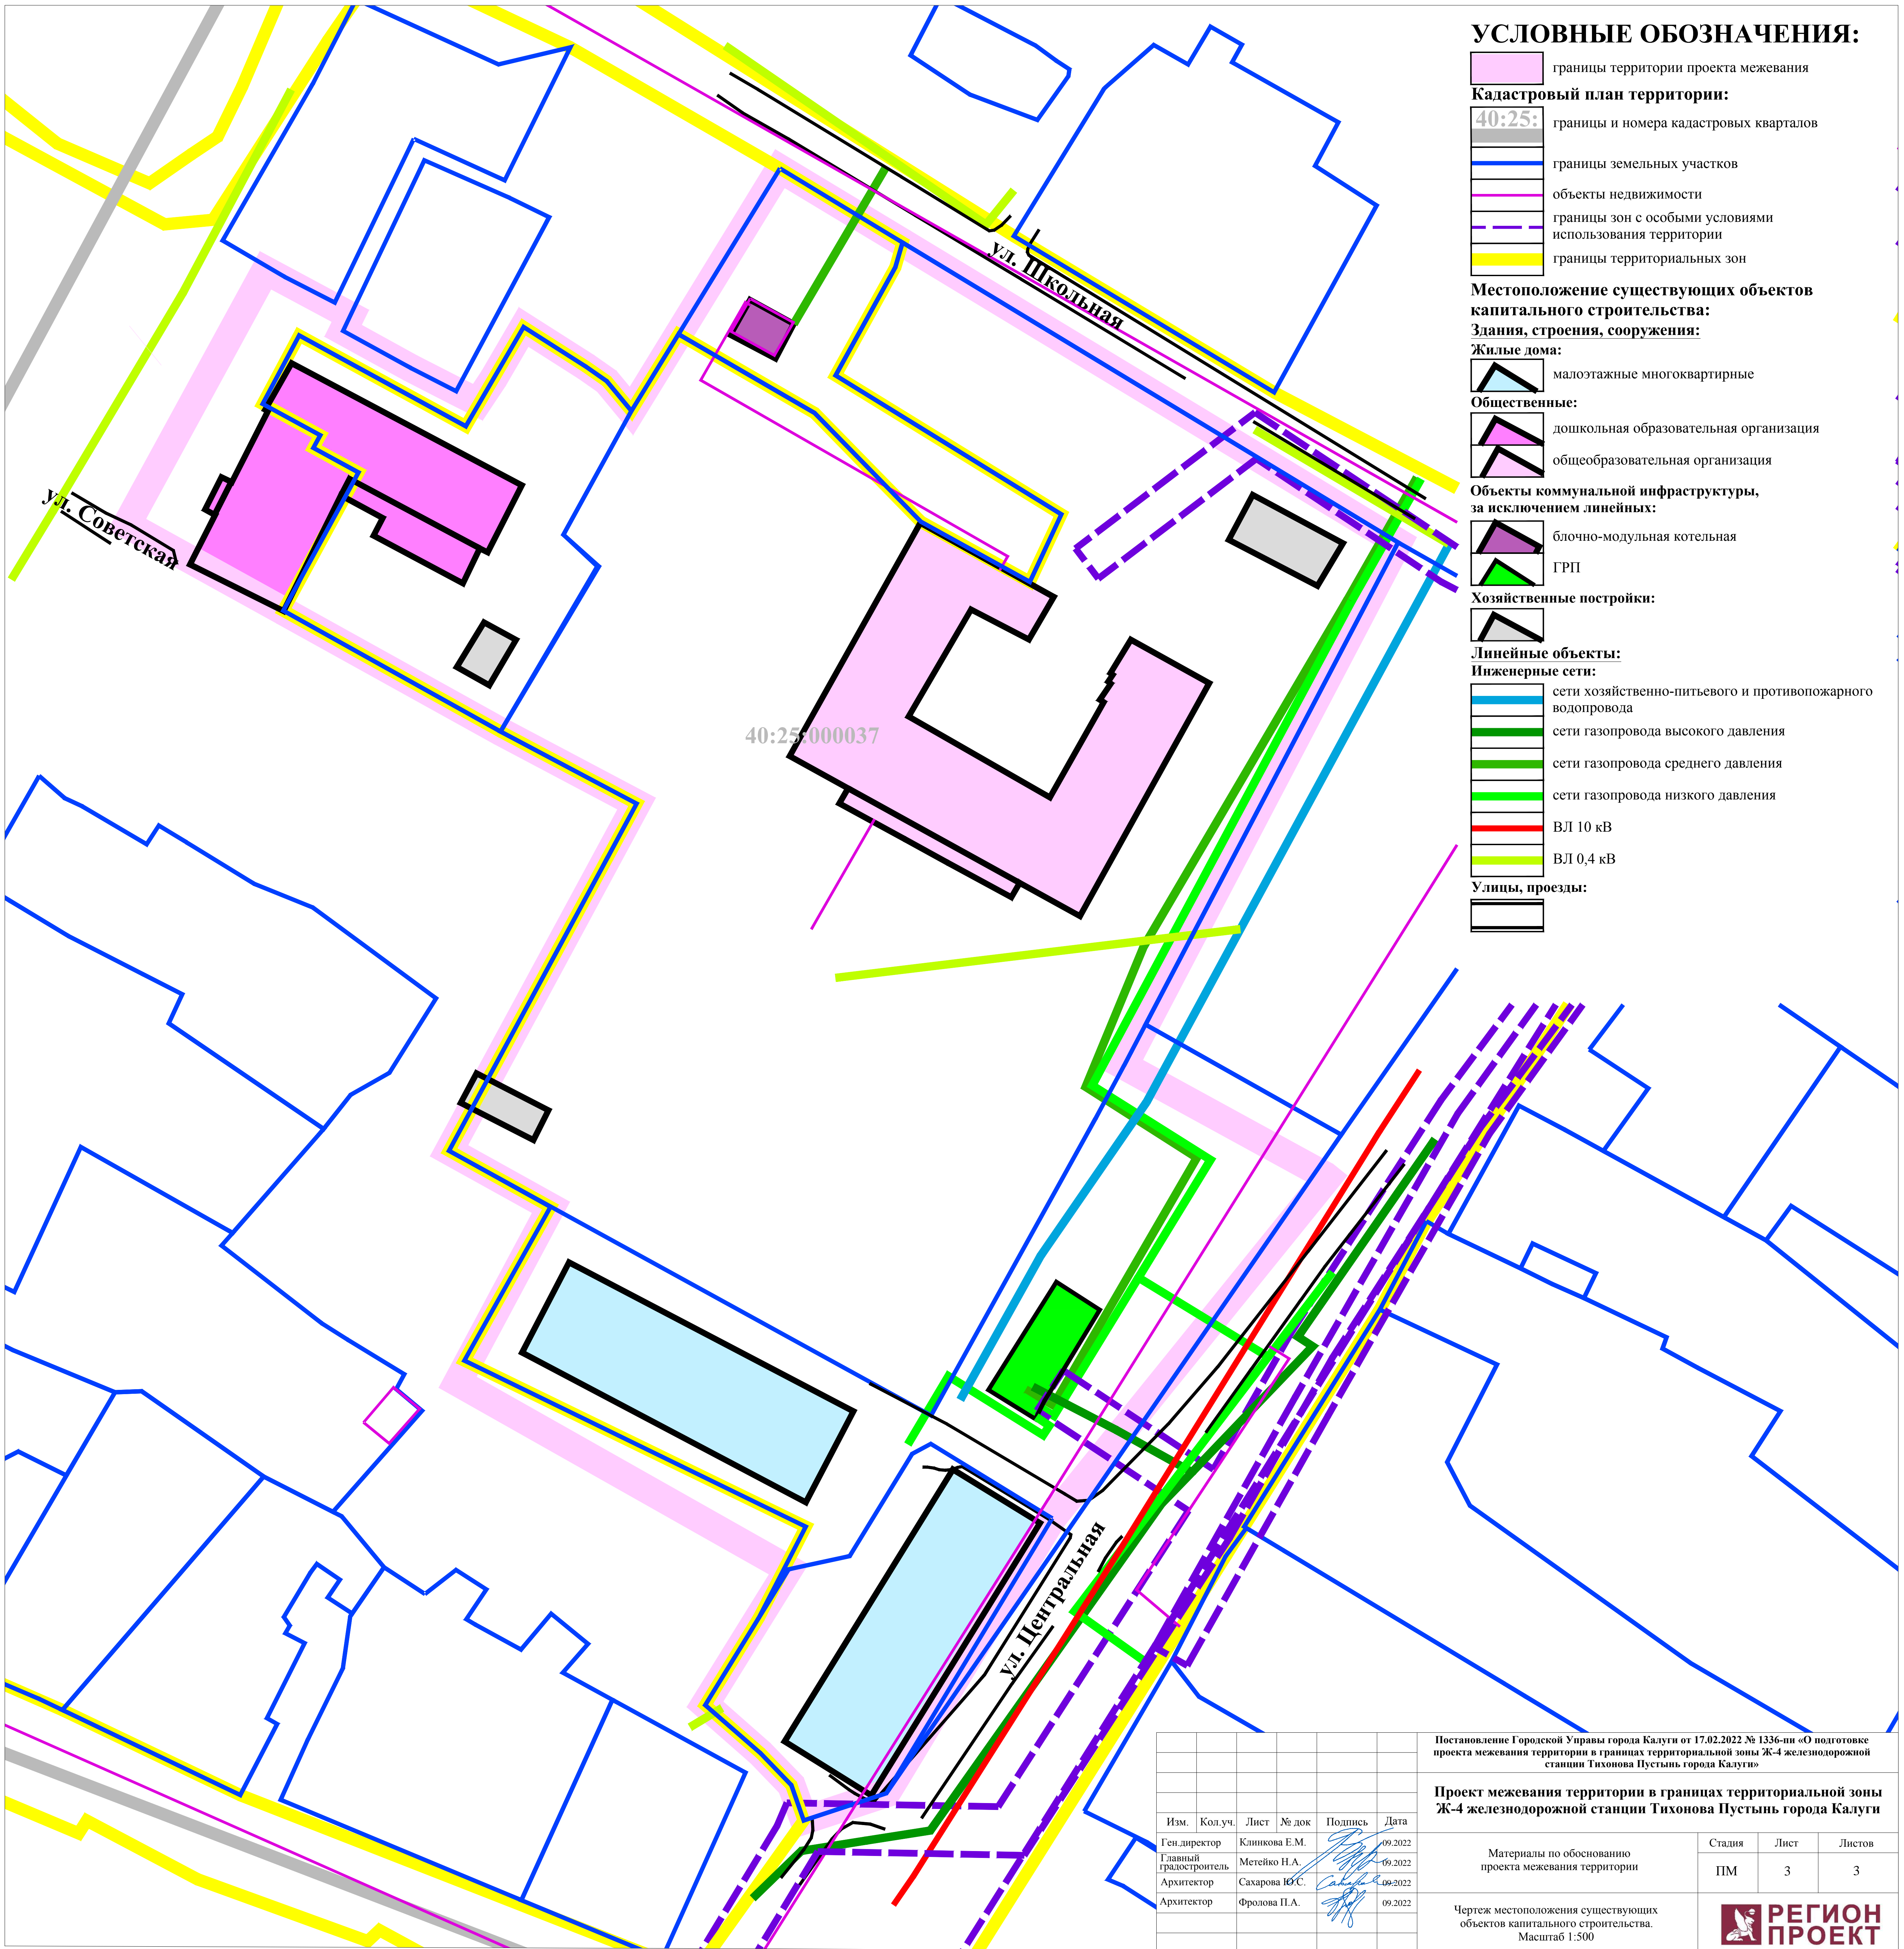 УСЛОВНЫЕ ОБОЗНАЧЕНИЯ:
границы территории проекта межевания
Кадастровый план территории:
40:25:
границы и номера кадастровых кварталов
границы земельных участков
объекты недвижимости
границы зон с особыми условиями
использования территории
границы территориальных зон
Местоположение существующих объектов
капитального строительства:
Здания, строения, сооружения:
Жилые дома:
малоэтажные многоквартирные
Общественные:
дошкольная образовательная организация
общеобразовательная организация
Объекты коммунальной инфраструктуры,
за исключением линейных:
блочно-модульная котельная
ГРП
Хозяйственные постройки:
Линейные объекты:
Инженерные сети:
сети хозяйственно-питьевого и противопожарного
водопровода
сети газопровода высокого давления
сети газопровода среднего давления
сети газопровода низкого давления
ВЛ 10 кВ
ВЛ 0,4 кВ
Улицы, проезды:
ул. Школьная
ул. Советская
40:25:000037
ул. Центральная
Постановление Городской Управы города Калуги от 17.02.2022 № 1336-пи «О подготовке
проекта межевания территории в границах территориальной зоны Ж-4 железнодорожной
станции Тихонова Пустынь города Калуги»
Проект межевания территории в границах территориальной зоны
Ж-4 железнодорожной станции Тихонова Пустынь города Калуги
Изм. Кол.уч. Лист № док Подпись Дата
Ген.директор Клинкова Е.М. 09.2022
Главный
градостроитель Метейко Н.А. 09.2022
Архитектор Сахарова Ю.С. 09.2022
Архитектор Фролова П.А. 09.2022
Материалы по обоснованию
проекта межевания территории
Стадия Лист Листов
ПМ 3 3
Чертеж местоположения существующих
объектов капитального строительства.
Масштаб 1:500
РЕГИОН
ПРОЕКТ